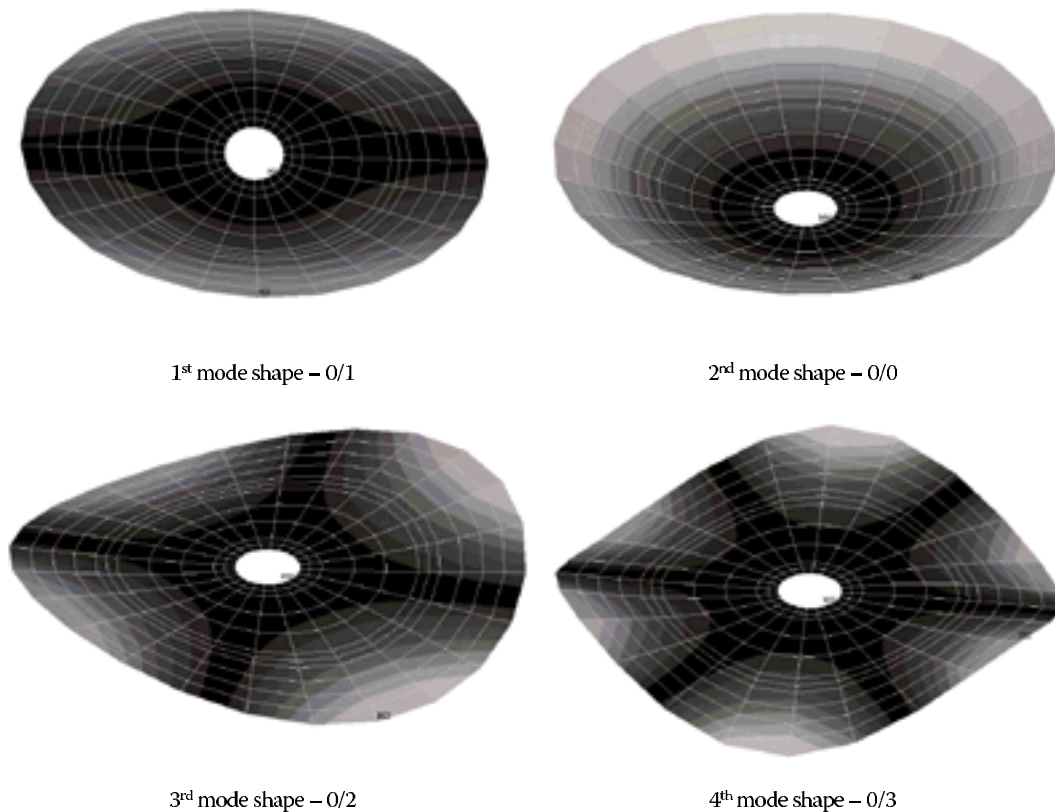 1st mode shape – 0/1
2nd mode shape – 0/0
3rd mode shape – 0/2
4th mode shape – 0/3